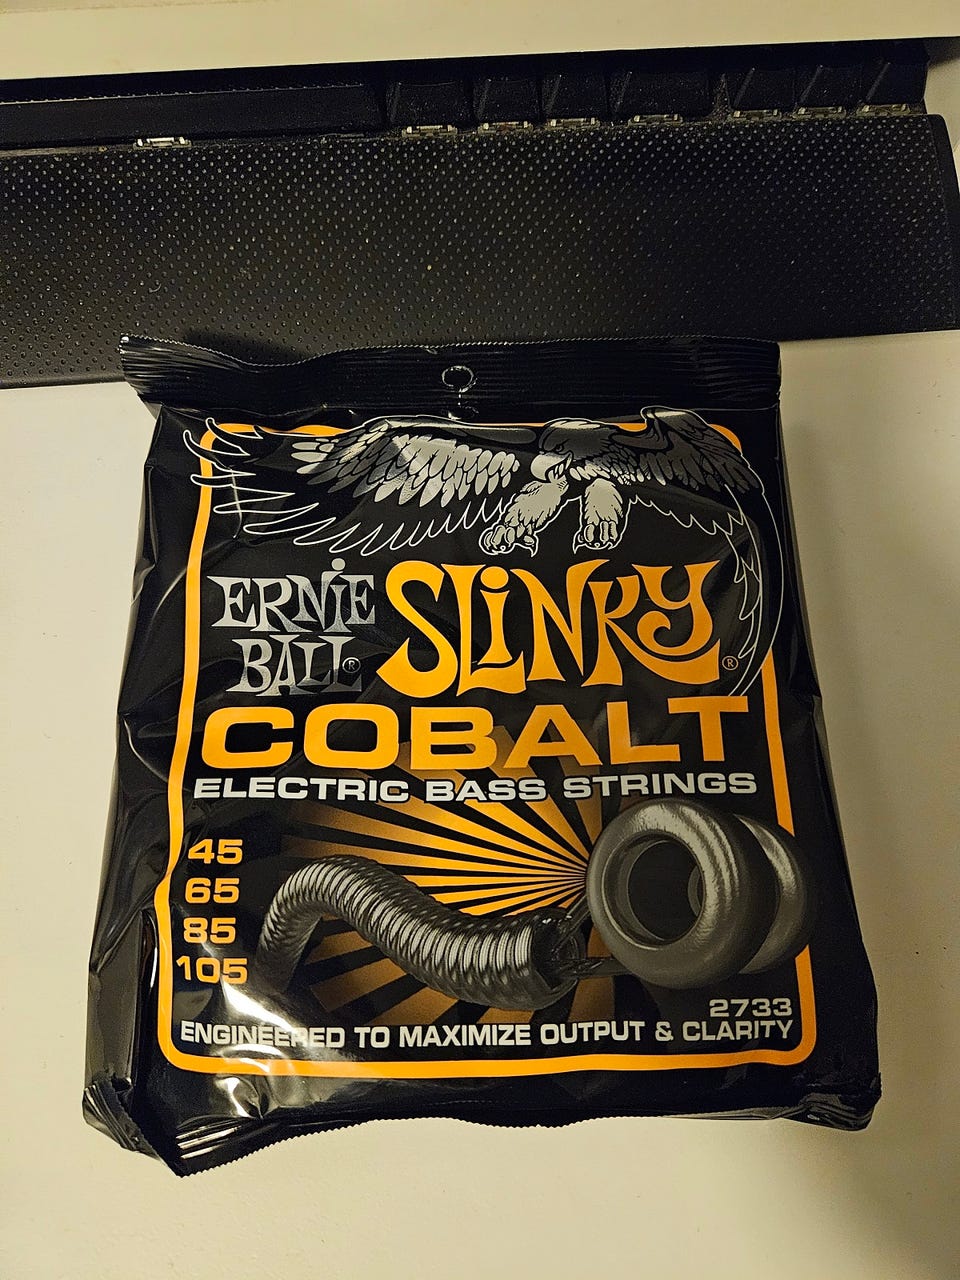 ERNIE
BALL®
SLINKY®
COBALT
ELECTRIC BASS STRINGS
45
65
85
105
2733
ENGINEERED TO MAXIMIZE OUTPUT & CLARITY